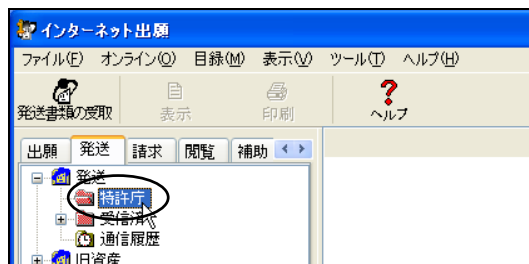 インターネット出願
ファイル(F) オンライン(O) 目録(M) 表示(V) ツール(T) ヘルプ(H)
発送書類の受取 表示 印刷 ヘルプ
出願 発送 請求 閲覧 補助
発送
特許庁
受信済
通信履歴
旧資産